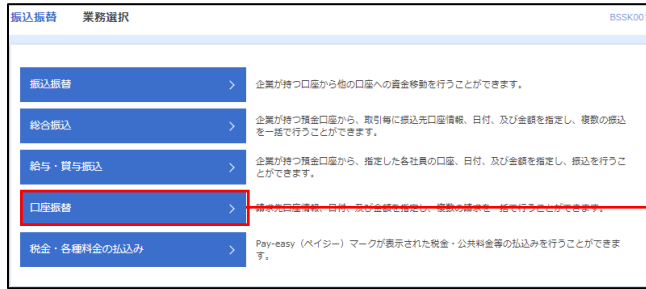 振込振替 業務選択 BSSK001
振込振替 企業が持つ口座から他の口座への資金移動を行うことができます。
総合振込 企業が持つ預金口座から、取引毎に振込先口座情報、日付、及び金額を指定し、複数の振込
を一括で行うことができます。
給与・賞与振込 企業が持つ預金口座から、指定した各社員の口座、日付、及び金額を指定し、振込を行うこ
とができます。
口座振替 請求先口座情報、日付、及び金額を指定し、複数の請求を一括で行うことができます。
税金・各種料金の払込み Pay-easy（ペイジー）マークが表示された税金・公共料金等の払込みを行うことができま
す。